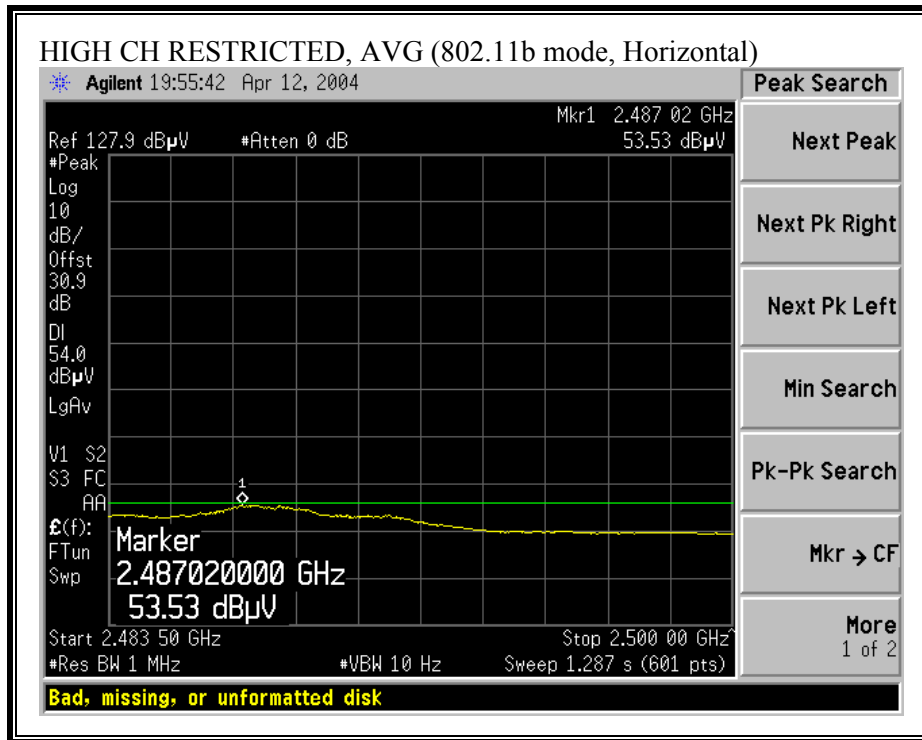 HIGH CH RESTRICTED, AVG (802.11b mode, Horizontal)
Agilent 19:55:42 Apr 12, 2004
Peak Search
Mkr1 2.487 02 GHz
Ref 127.9 dBµV #Atten 0 dB 53.53 dBµV
#Peak
Log
10
dB/
Offst
30.9
dB
DI
54.0
dBµV
LgAv
V1 S2
S3 FC
AA
£(f):
FTun
Swp
1
Marker
2.487020000 GHz
53.53 dBµV
Start 2.483 50 GHz Stop 2.500 00 GHz^
#Res BW 1 MHz #VBW 10 Hz Sweep 1.287 s (601 pts)
Next Peak
Next Pk Right
Next Pk Left
Min Search
Pk-Pk Search
Mkr → CF
More
1 of 2
Bad, missing, or unformatted disk